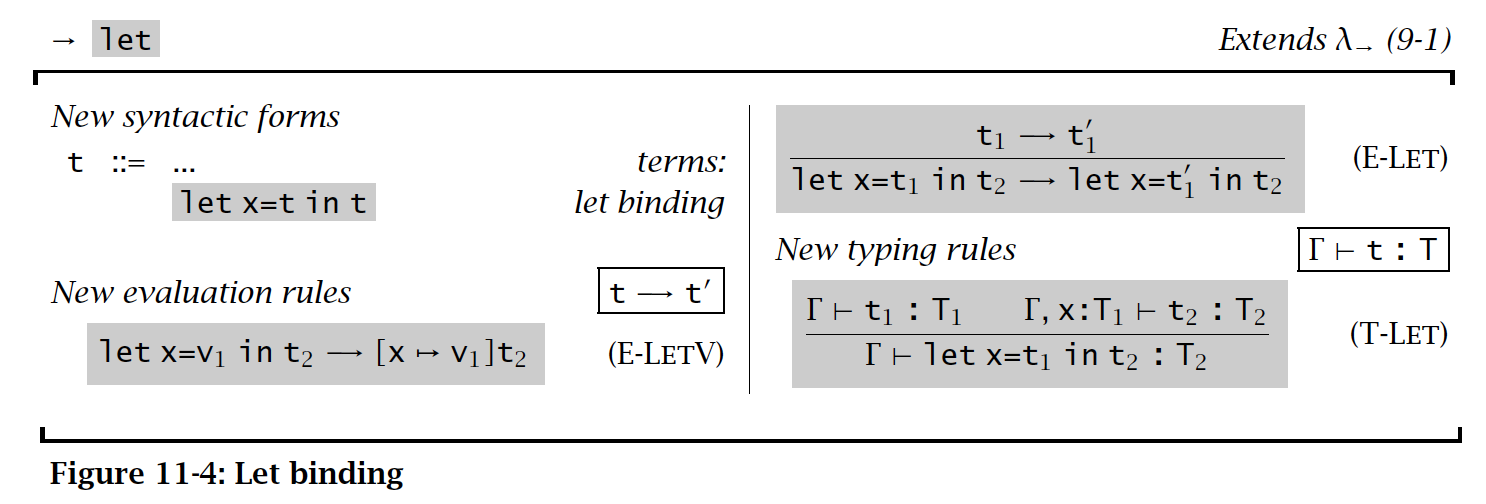 → let
Extends λ→ (9-1)
New syntactic forms
t ::= ...
terms:
let x=t in t
let binding
New evaluation rules
t ⟶ t′
let x=v₁ in t₂ ⟶ [x ↦ v₁]t₂
(E-LETV)
t₁ ⟶ t₁′
let x=t₁ in t₂ ⟶ let x=t₁′ in t₂
(E-LET)
New typing rules
Γ ⊢ t : T
Γ ⊢ t₁ : T₁ Γ, x:T₁ ⊢ t₂ : T₂
Γ ⊢ let x=t₁ in t₂ : T₂
(T-LET)
Figure 11-4: Let binding